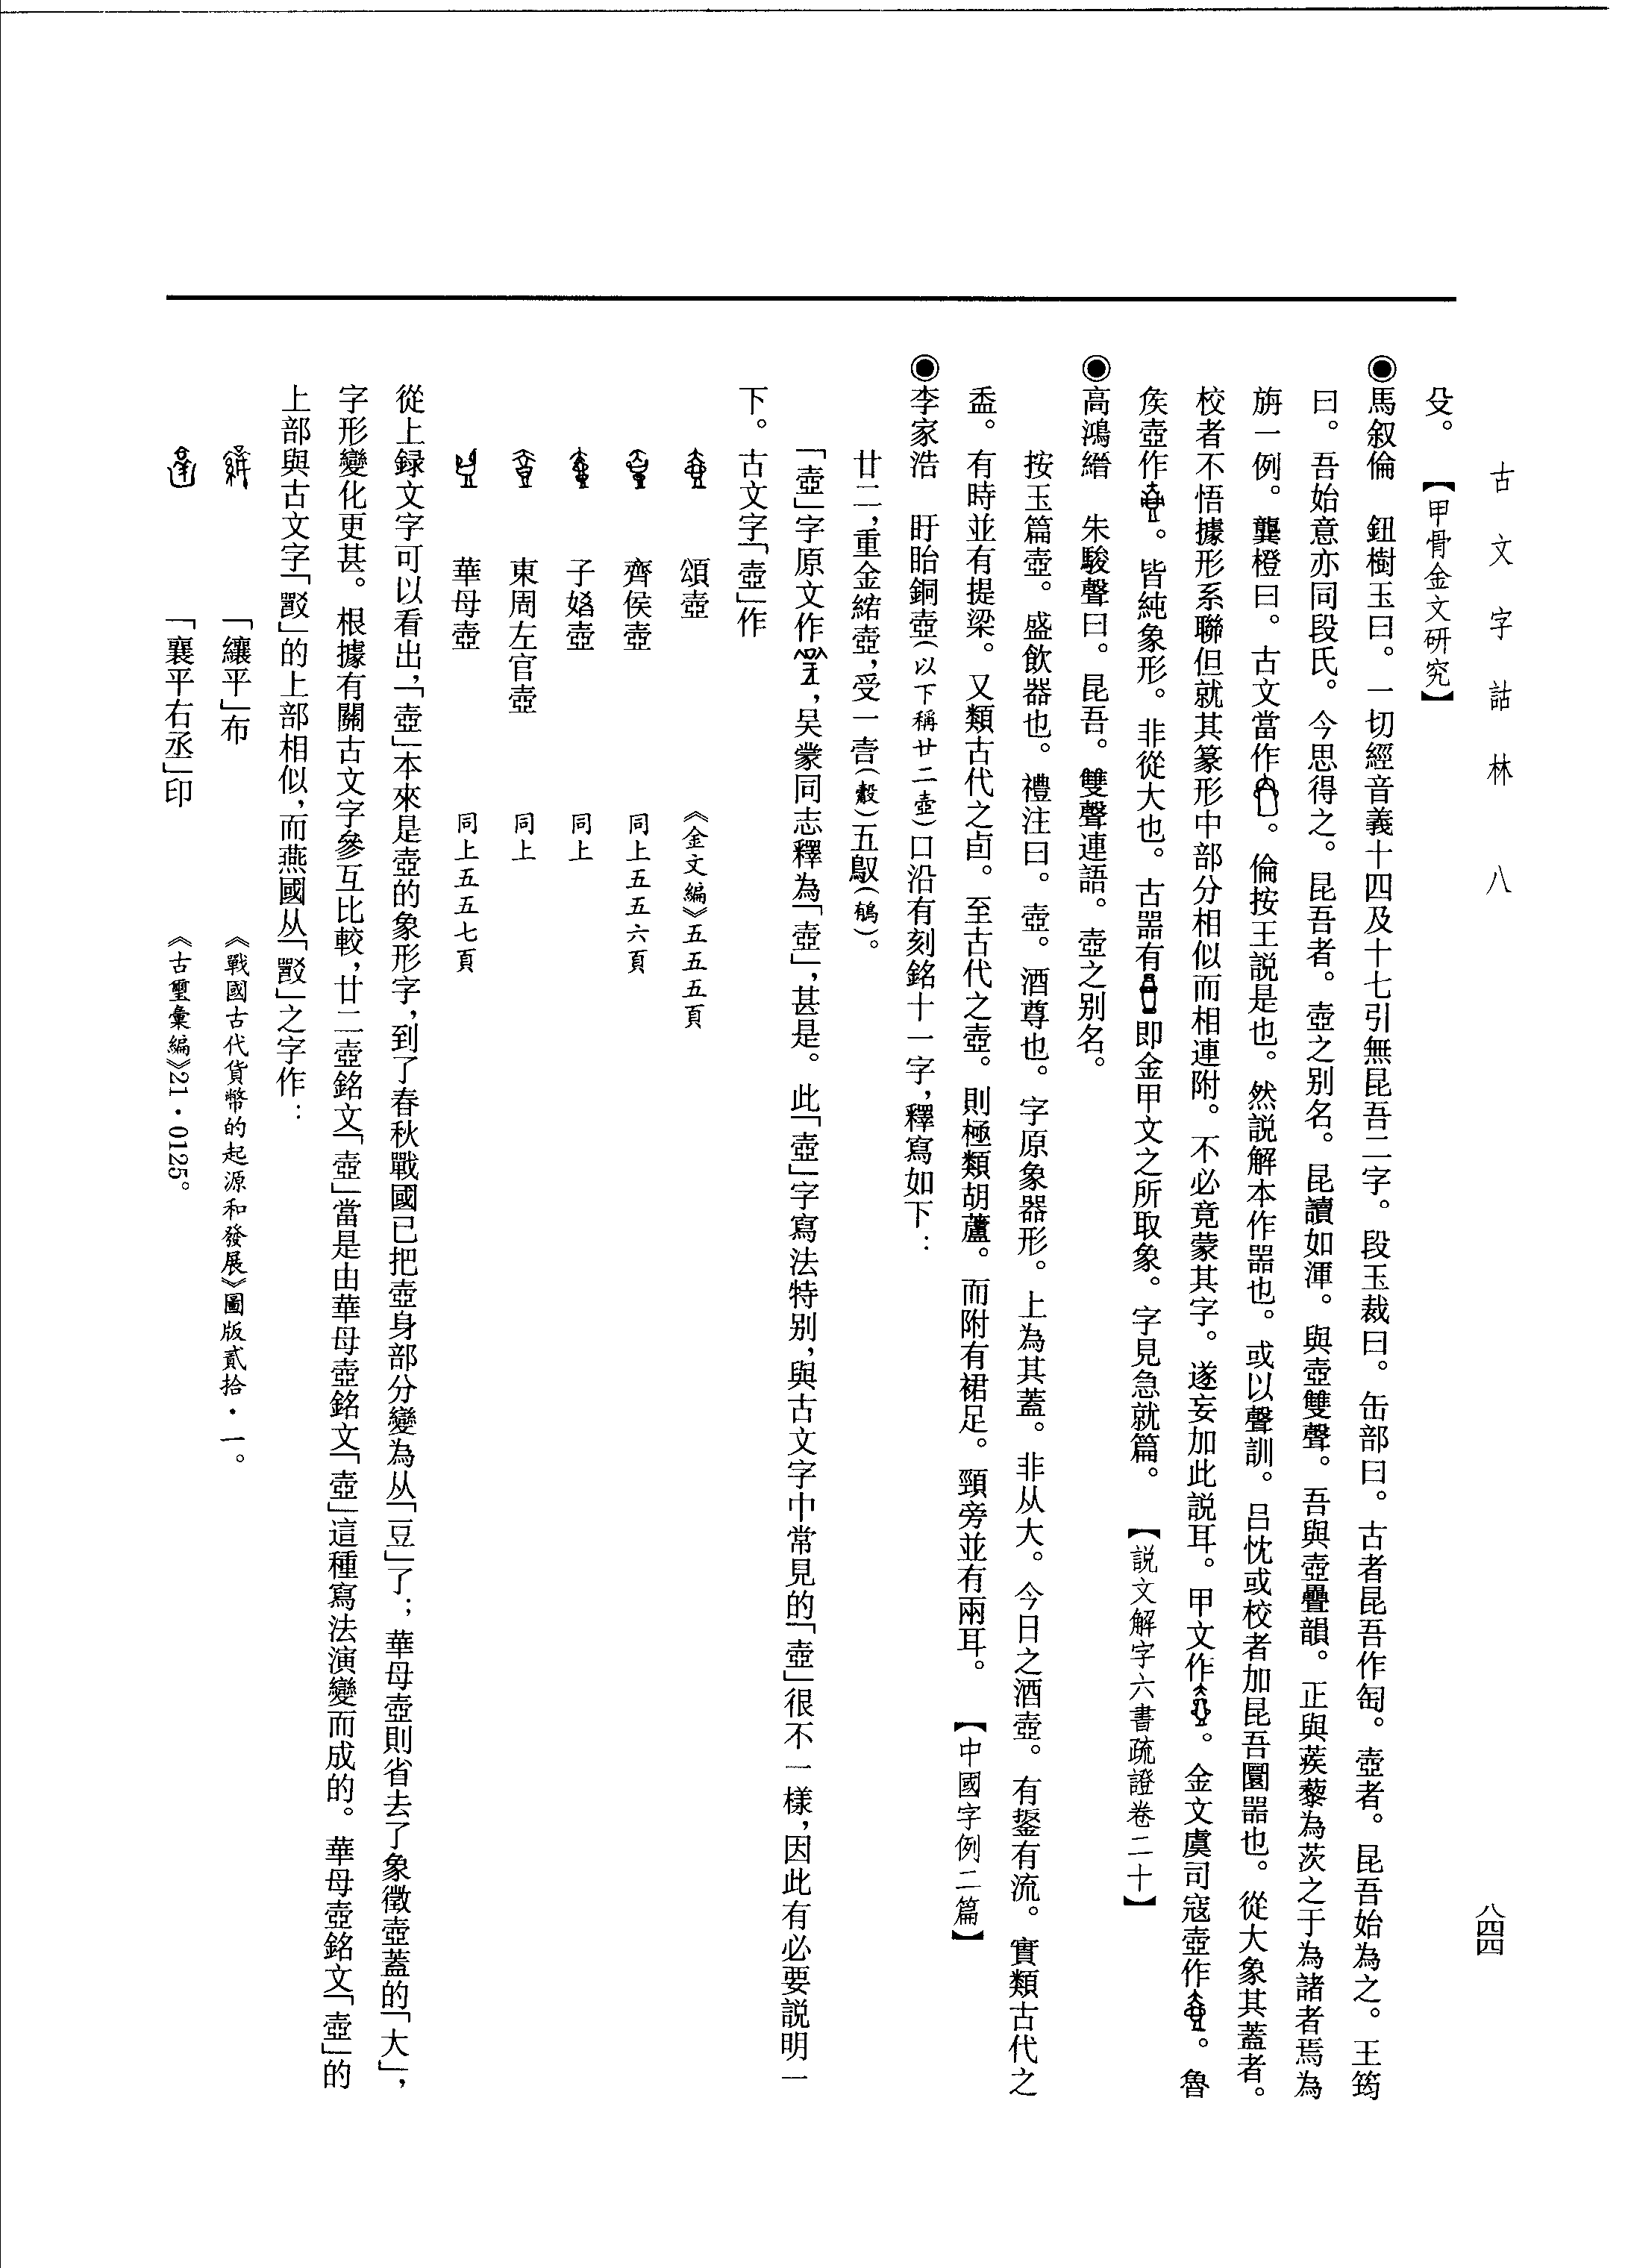 古文字詁林　八
八四四
殳。【甲骨金文研究】
◉馬叙倫　鈕樹玉曰。一切經音義十四及十七引無昆吾二字。段玉裁曰。缶部曰。古者昆吾作匋。壺者。昆吾始為之。王筠
曰。吾始意亦同段氏。今思得之。昆吾者。壺之別名。昆讀如渾。與壺雙聲。吾與壺疊韻。正與蒺藜為茨之于為諸者焉為
旃一例。龔橙曰。古文當作。倫按王説是也。然説解本作噐也。或以聲訓。吕忱或校者加昆吾圜噐也。從大象其蓋者。
校者不悟據形系聯但就其篆形中部分相似而相連附。不必竟蒙其字。遂妄加此説耳。甲文作。金文虞司寇壺作。魯
矦壺作。皆純象形。非從大也。古噐有即金甲文之所取象。字見急就篇。【説文解字六書疏證卷二十】
◉高鴻縉　朱駿聲曰。昆吾。雙聲連語。壺之别名。
按玉篇壺。盛飲器也。禮注曰。壺。酒尊也。字原象器形。上為其蓋。非从大。今日之酒壺。有鋬有流。實類古代之
盉。有時並有提梁。又類古代之卣。至古代之壺。則極類胡蘆。而附有裙足。頸旁並有兩耳。【中國字例二篇】
◉李家浩　盱眙銅壺(以下稱廿二壺)口沿有刻銘十一字，釋寫如下：
廿二，重金絡壺，受一𣪊(觳)五(鵃)。
「壺」字原文作，吴蒙同志釋為「壺」，甚是。此「壺」字寫法特别，與古文字中常見的「壺」很不一樣，因此有必要説明一
下。古文字「壺」作
頌壺　《金文編》五五五頁
齊侯壺　同上五五六頁
子㛗壺　同上
東周左官壺　同上
華母壺　同上五五七頁
從上録文字可以看出，「壺」本來是壺的象形字，到了春秋戰國已把壺身部分變為从「豆」了；華母壺則省去了象徵壺蓋的「大」，
字形變化更甚。根據有關古文字參互比較，廿二壺銘文「壺」當是由華母壺銘文「壺」這種寫法演變而成的。華母壺銘文「壺」的
上部與古文字「𣪘」的上部相似，而燕國从「𣪘」之字作：
「纕平」布　《戰國古代貨幣的起源和發展》圖版貳拾·一。
「襄平右丞」印　《古璽彙編》21·0125。